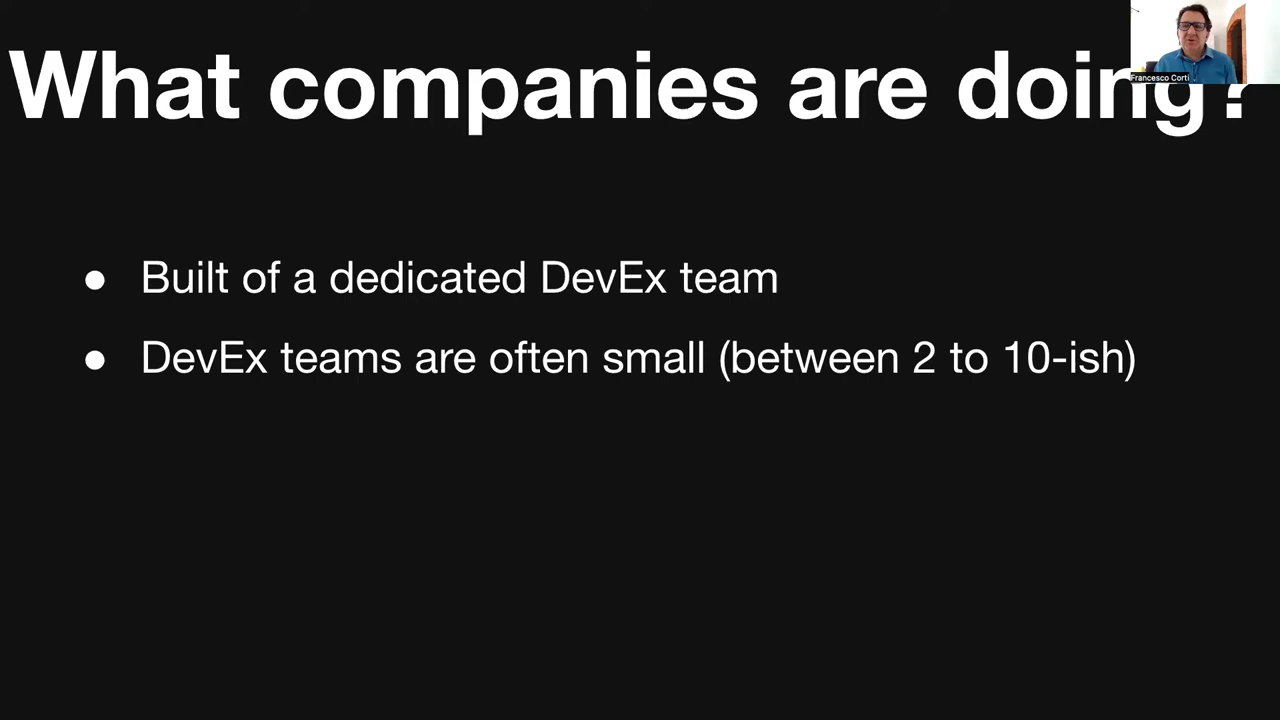 What companies are doing?
Francesco Corti
● Built of a dedicated DevEx team
● DevEx teams are often small (between 2 to 10-ish)